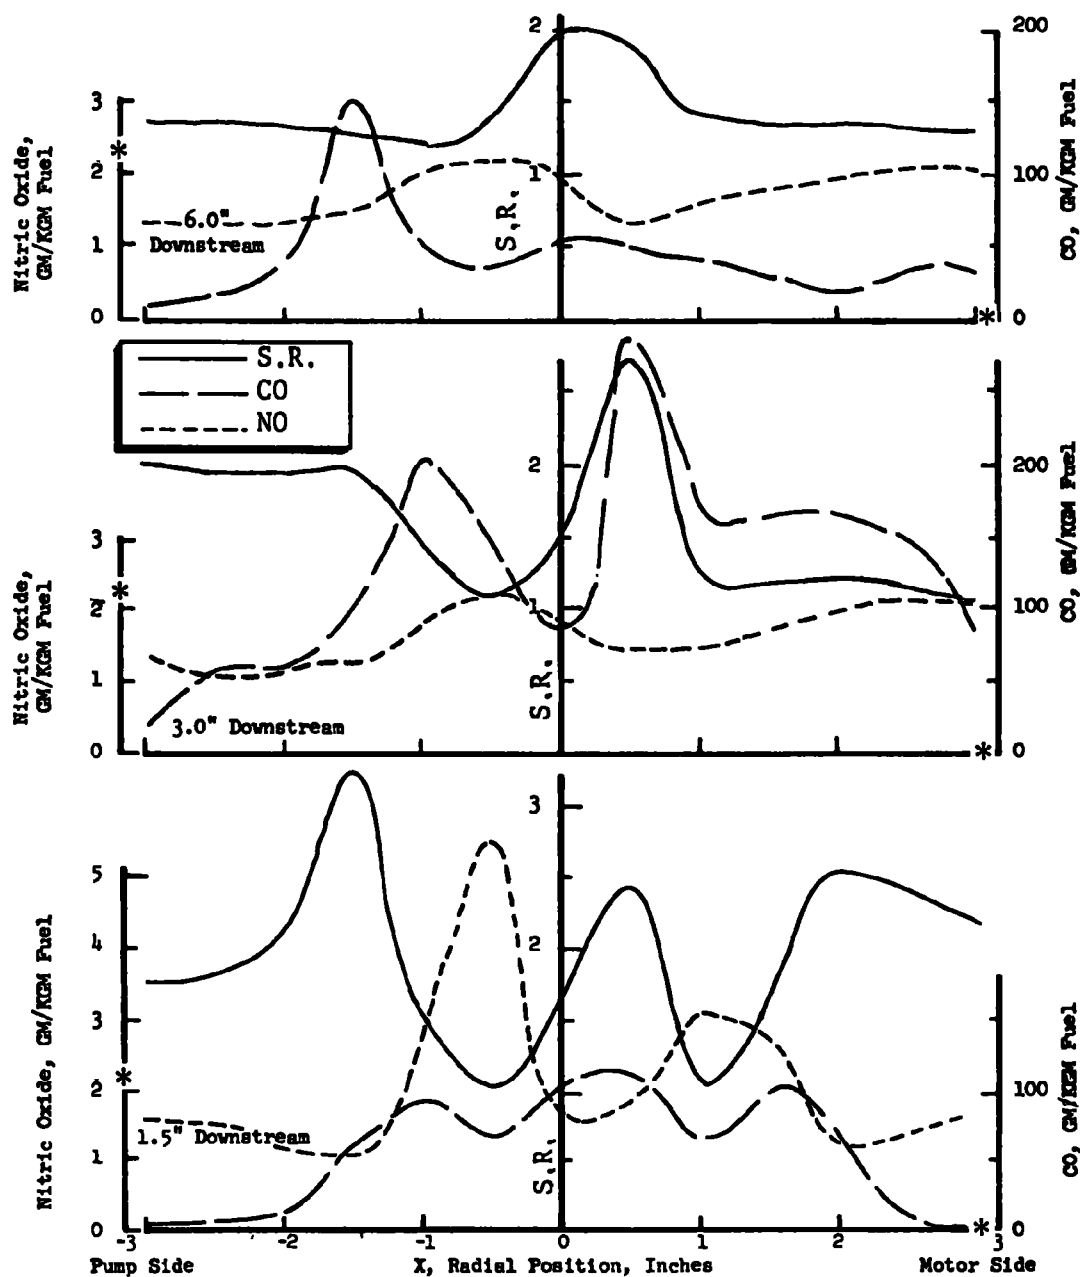 2
200
3
*
Nitric Oxide,
GM/KGM Fuel
2
1
100
CO, GM/KGM Fuel
S.R.
6.0"
Downstream
1
0
0
*
S.R.
CO
NO
2
200
3
*
Nitric Oxide,
GM/KGM Fuel
2
1
100
CO, GM/KGM Fuel
1
S.R.
3.0" Downstream
0
0
*
3
5
4
2
Nitric Oxide, GM/KGM Fuel
3
*
2
100
CO, GM/KGM Fuel
1.5" Downstream
1
S.R.
0
0
*
-3 -2 -1 0 1 2 3
Pump Side X, Radial Position, Inches Motor Side